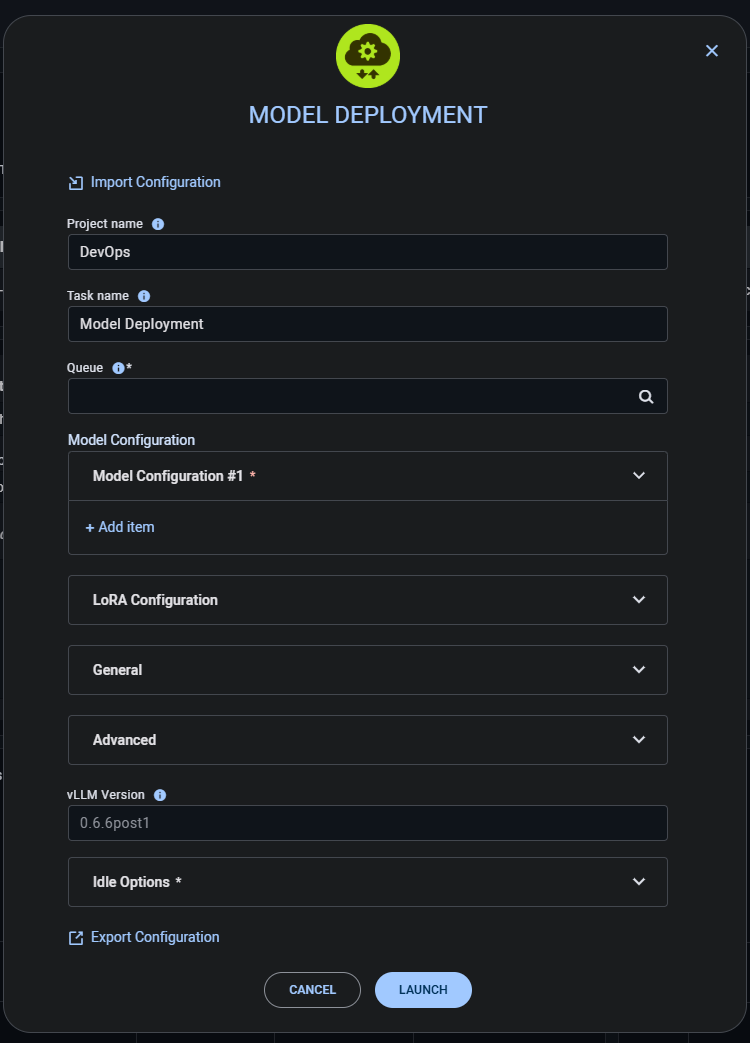 MODEL DEPLOYMENT
Import Configuration
Project name
DevOps
Task name
Model Deployment
Queue *
Model Configuration
Model Configuration #1 *
+ Add item
LoRA Configuration
General
Advanced
vLLM Version
0.6.6post1
Idle Options *
Export Configuration
CANCEL
LAUNCH